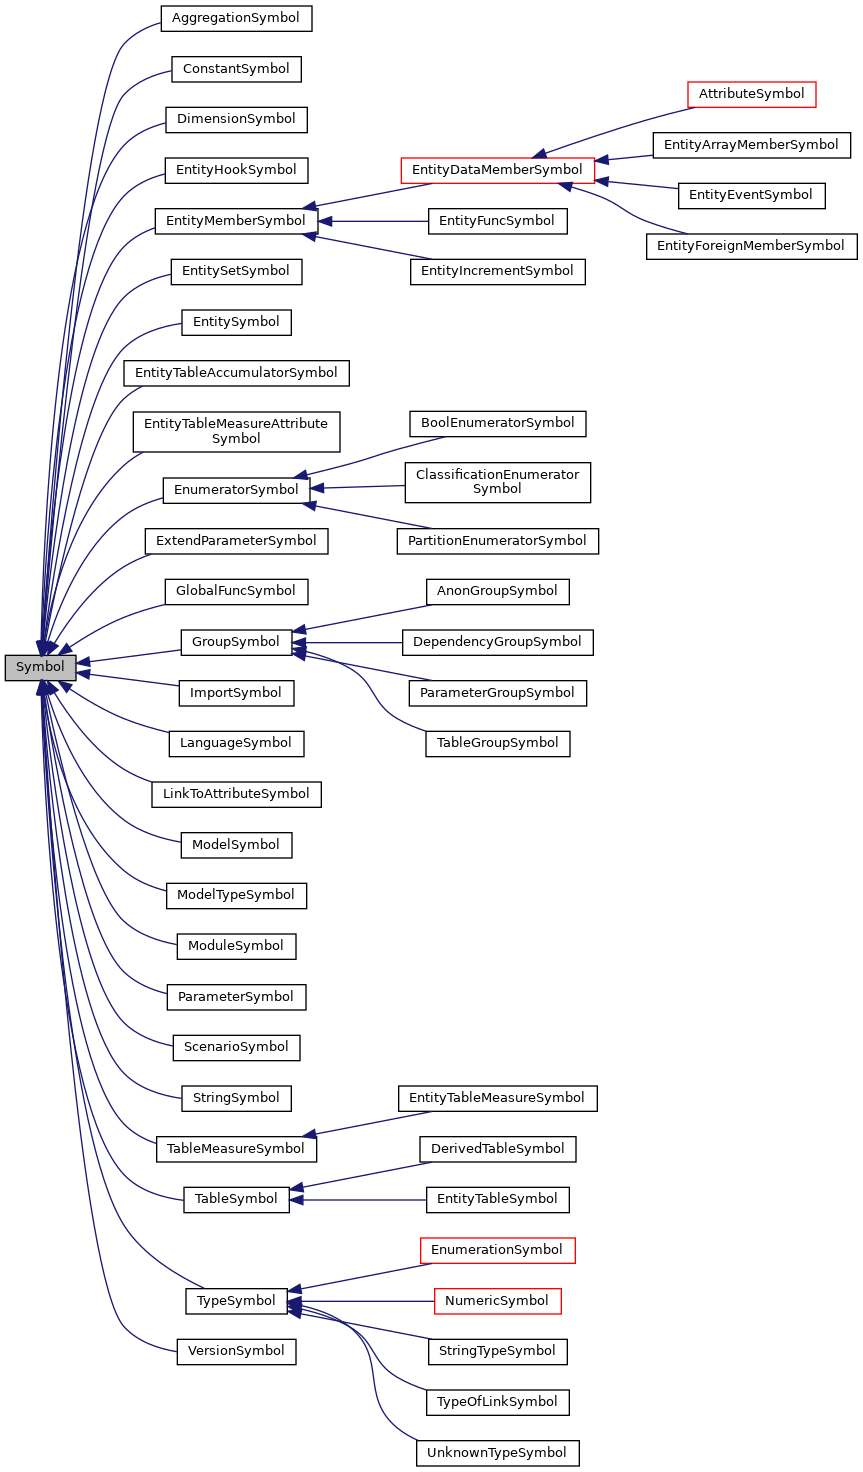 AggregationSymbol
ConstantSymbol
DimensionSymbol
EntityHookSymbol
EntityMemberSymbol
EntitySetSymbol
EntitySymbol
EntityTableAccumulatorSymbol
EntityTableMeasureAttribute
Symbol
EnumeratorSymbol
ExtendParameterSymbol
GlobalFuncSymbol
GroupSymbol
Symbol
ImportSymbol
LanguageSymbol
LinkToAttributeSymbol
ModelSymbol
ModelTypeSymbol
ModuleSymbol
ParameterSymbol
ScenarioSymbol
StringSymbol
TableMeasureSymbol
TableSymbol
TypeSymbol
VersionSymbol
EntityDataMemberSymbol
EntityFuncSymbol
EntityIncrementSymbol
BoolEnumeratorSymbol
ClassificationEnumerator
Symbol
PartitionEnumeratorSymbol
AnonGroupSymbol
DependencyGroupSymbol
ParameterGroupSymbol
TableGroupSymbol
EntityTableMeasureSymbol
DerivedTableSymbol
EntityTableSymbol
EnumerationSymbol
NumericSymbol
StringTypeSymbol
TypeOfLinkSymbol
UnknownTypeSymbol
AttributeSymbol
EntityArrayMemberSymbol
EntityEventSymbol
EntityForeignMemberSymbol